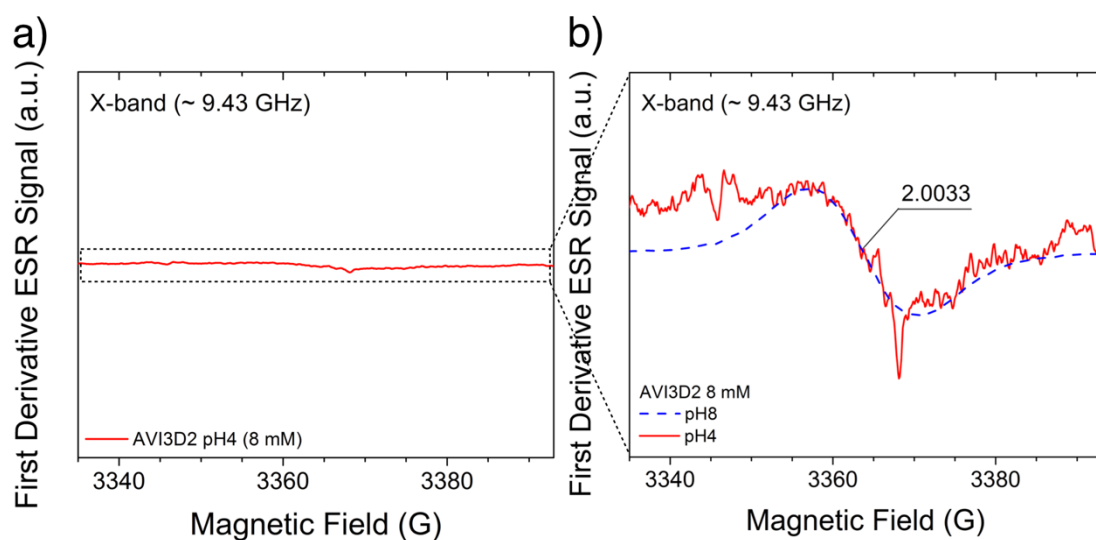 a)
First Derivative ESR Signal (a.u.)
X-band (~ 9.43 GHz)
AVI3D2 pH4 (8 mM)
3340
3360
3380
Magnetic Field (G)
b)
First Derivative ESR Signal (a.u.)
X-band (~ 9.43 GHz)
2.0033
AVI3D2 8 mM
pH8
pH4
3340
3360
3380
Magnetic Field (G)